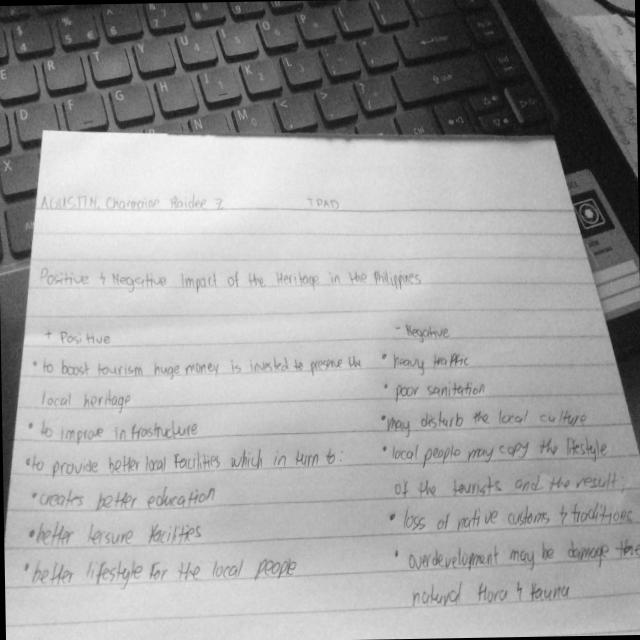 AGUSTIN, Charmaine Maidee Z
Positive & Negative Impact of the Heritage in the Philippines
+ Positive
• to boost tourism huge money is invested to promote the
local heritage
• to improve infrastucture
• to provide better local facilities which in turn to:
• creates better education
• better leisure facilities
• better lifestyle for the local people
- Negative
• heavy traffic
• poor sanitation
• may disturb the local culture
• local people may copy the lifestyle
of the tourists and the result
• loss of native customs & traditions
• overdevelopment may be damage the
natural flora & fauna